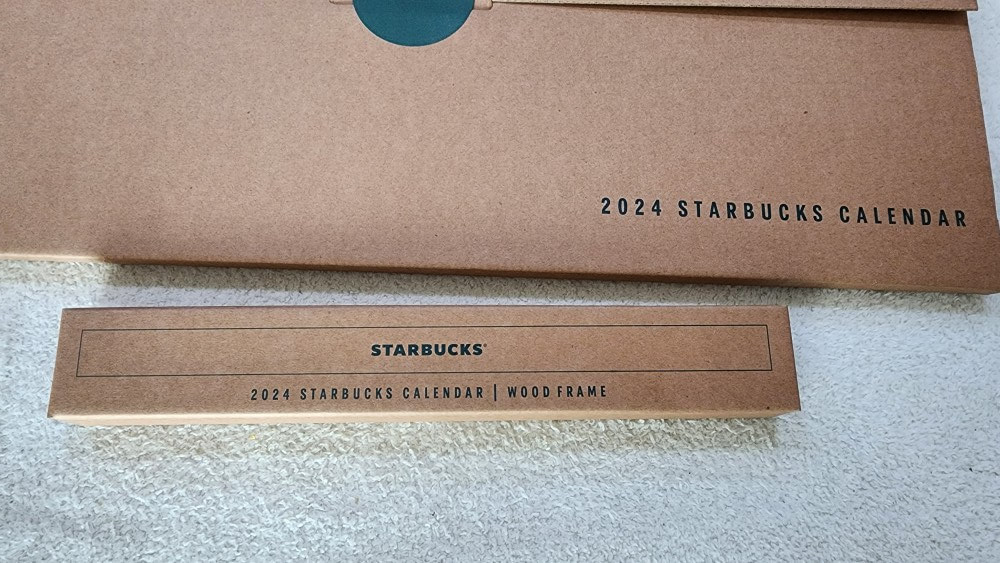 2024 STARBUCKS CALENDAR
STARBUCKS®
2024 STARBUCKS CALENDAR | WOOD FRAME